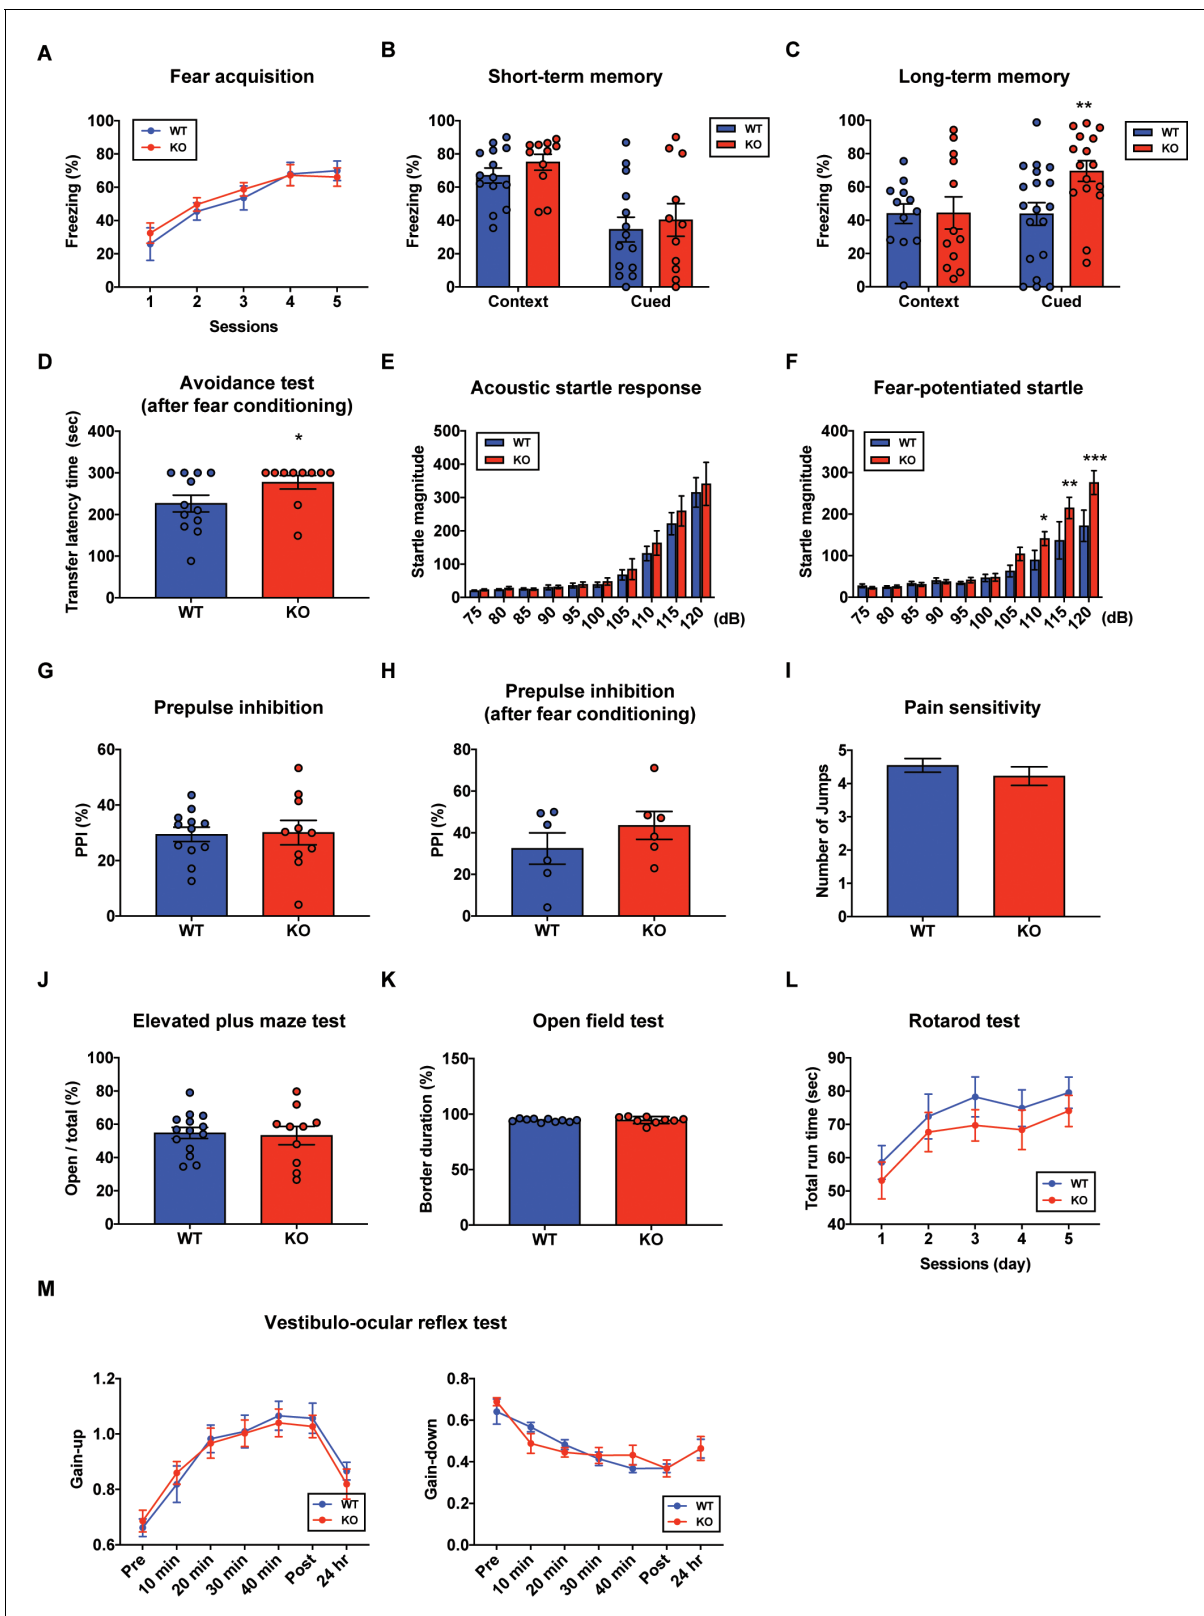 A
Fear acquisition
Freezing (%)
100
80
60
40
20
0
WT
KO
1 2 3 4 5
Sessions
B
Short-term memory
Freezing (%)
100
80
60
40
20
0
WT
KO
Context Cued
C
Long-term memory
Freezing (%)
100
80
60
40
20
0
**
WT
KO
Context Cued
D
Avoidance test
(after fear conditioning)
Transfer latency time (sec)
400
300
200
100
0
*
WT KO
E
Acoustic startle response
Startle magnitude
500
400
300
200
100
0
WT
KO
75 80 85 90 95 100 105 110 115 120 (dB)
F
Fear-potentiated startle
Startle magnitude
500
400
300
200
100
0
WT
KO
* ** ***
75 80 85 90 95 100 105 110 115 120 (dB)
G
Prepulse inhibition
PPI (%)
60
40
20
0
WT KO
H
Prepulse inhibition
(after fear conditioning)
PPI (%)
80
60
40
20
0
WT KO
I
Pain sensitivity
Number of Jumps
5
4
3
2
1
0
WT KO
J
Elevated plus maze test
Open / total (%)
100
80
60
40
20
0
WT KO
K
Open field test
Border duration (%)
150
100
50
0
WT KO
L
Rotarod test
Total run time (sec)
90
80
70
60
50
40
WT
KO
1 2 3 4 5
Sessions (day)
M
Vestibulo-ocular reflex test
Gain-up
1.2
1.0
0.8
0.6
WT
KO
Pre 10 min 20 min 30 min 40 min Post 24 hr
Gain-down
0.8
0.6
0.4
0.2
0.0
WT
KO
Pre 10 min 20 min 30 min 40 min Post 24 hr